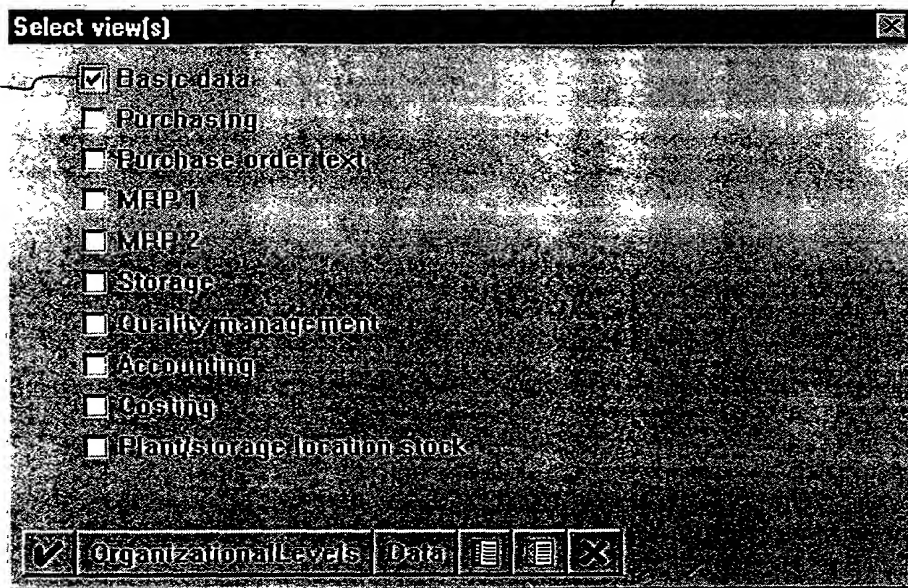 Select view(s)
Basic data
Purchasing
Purchase order text
MRP 1
MRP 2
Storage
Quality management
Accounting
Costing
Plant/storage location stock
Organizational Levels Data